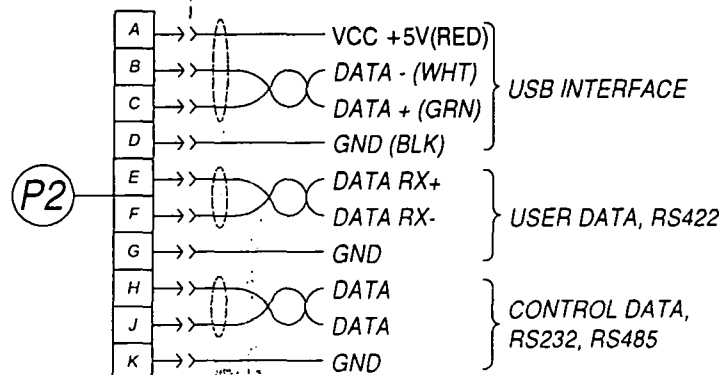 A VCC +5V(RED)
B DATA - (WHT)
C DATA + (GRN)
USB INTERFACE
D GND (BLK)
P2
E DATA RX+
F DATA RX-
USER DATA, RS422
G GND
H DATA
J DATA
CONTROL DATA,
RS232, RS485
K GND